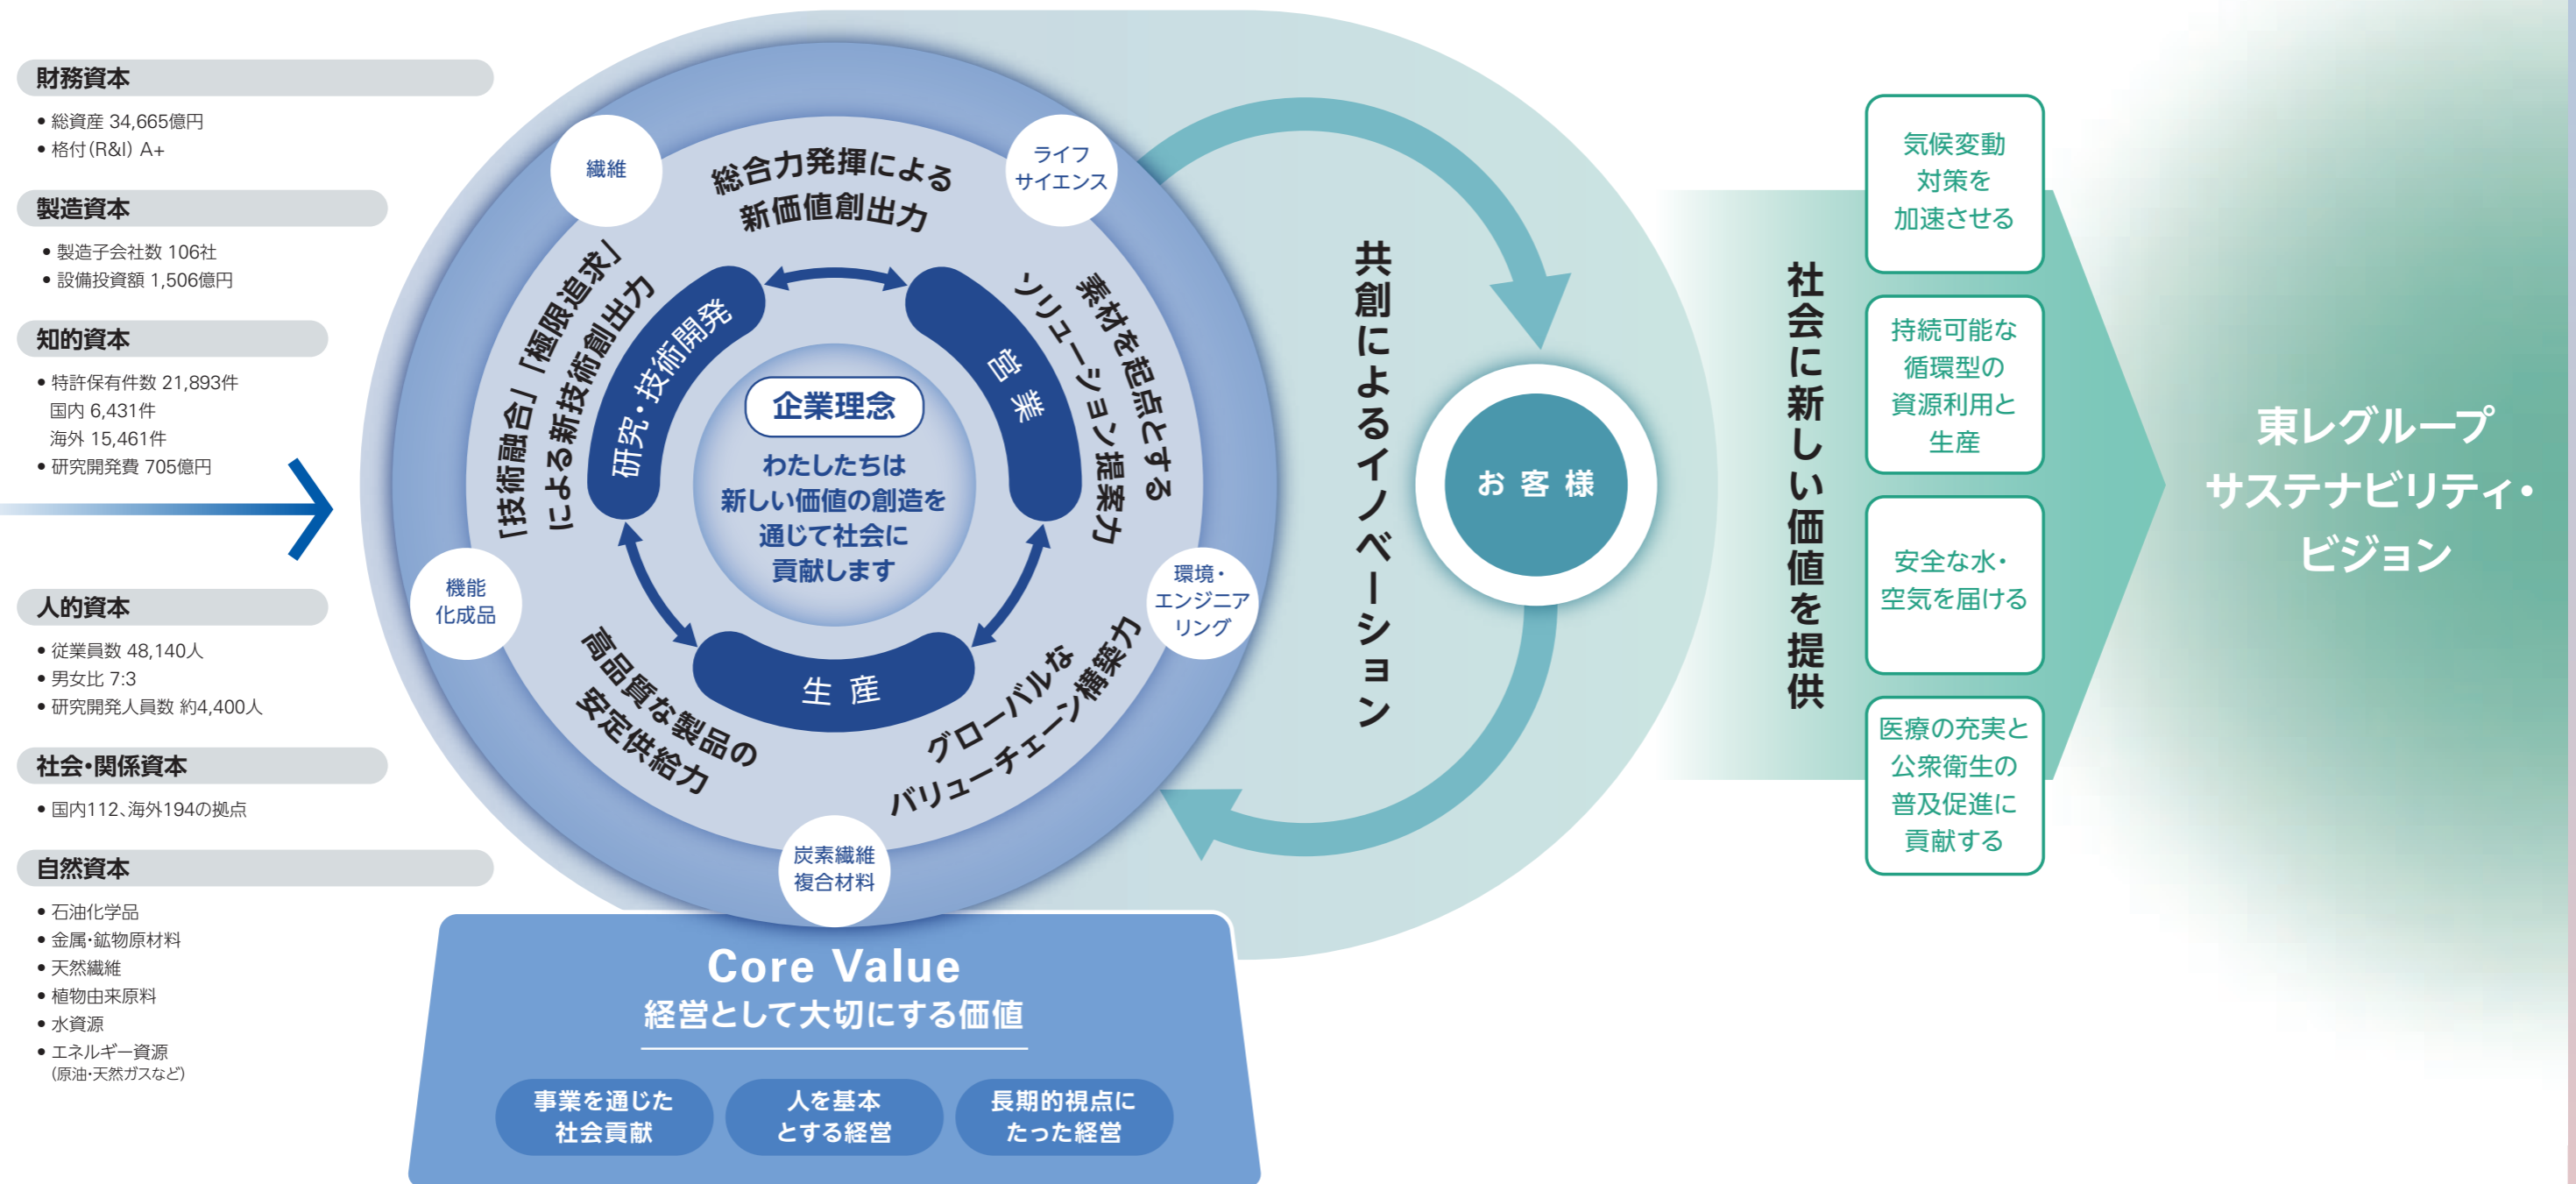 財務資本
• 総資産 34,665億円
• 格付(R&I) A+
製造資本
• 製造子会社数 106社
• 設備投資額 1,506億円
知的資本
• 特許保有件数 21,893件
国内 6,431件
海外 15,461件
• 研究開発費 705億円
人的資本
• 従業員数 48,140人
• 男女比 7:3
• 研究開発人員数 約4,400人
社会・関係資本
• 国内112、海外194の拠点
自然資本
• 石油化学品
• 金属・鉱物原材料
• 天然繊維
• 植物由来原料
• 水資源
• エネルギー資源
(原油・天然ガスなど)
繊維
ライフ
サイエンス
環境・
エンジニア
リング
炭素繊維
複合材料
機能
化成品
総合力発揮による
新価値創出力
素材を起点とする
ソリューション提案力
グローバルな
バリューチェーン構築力
高品質な製品の
安定供給力
「技術融合」「極限追求」
による新技術創出力
研究・技術開発
営業
生産
企業理念
わたしたちは
新しい価値の創造を
通じて社会に
貢献します
Core Value
経営として大切にする価値
事業を通じた
社会貢献
人を基本
とする経営
長期的視点に
たった経営
共創によるイノベーション
お客様
社会に新しい価値を提供
気候変動
対策を
加速させる
持続可能な
循環型の
資源利用と
生産
安全な水・
空気を届ける
医療の充実と
公衆衛生の
普及促進に
貢献する
東レグループ
サステナビリティ・
ビジョン